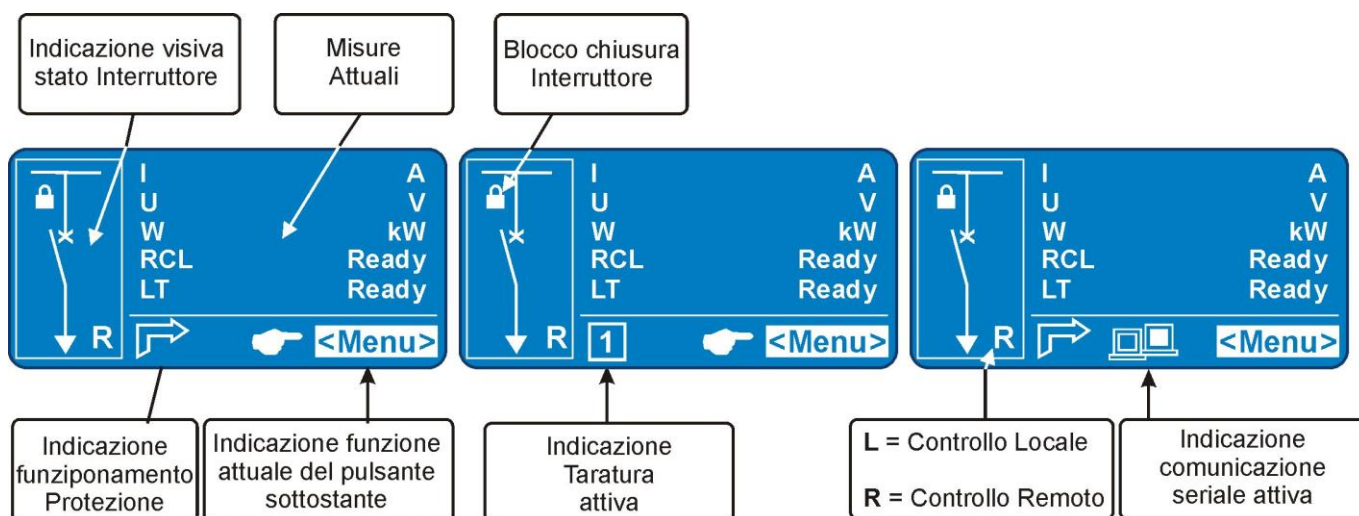 Indicazione visiva
stato Interruttore
Misure
Attuali
Blocco chiusura
Interruttore
I A
U V
W kW
RCL Ready
LT Ready
R <Menu>
I A
U V
W kW
RCL Ready
LT Ready
R 1 <Menu>
I A
U V
W kW
RCL Ready
LT Ready
R <Menu>
Indicazione
funziponamento
Protezione
Indicazione funzione
attuale del pulsante
sottostante
Indicazione
Taratura
attiva
L = Controllo Locale
R = Controllo Remoto
Indicazione
comunicazione
seriale attiva